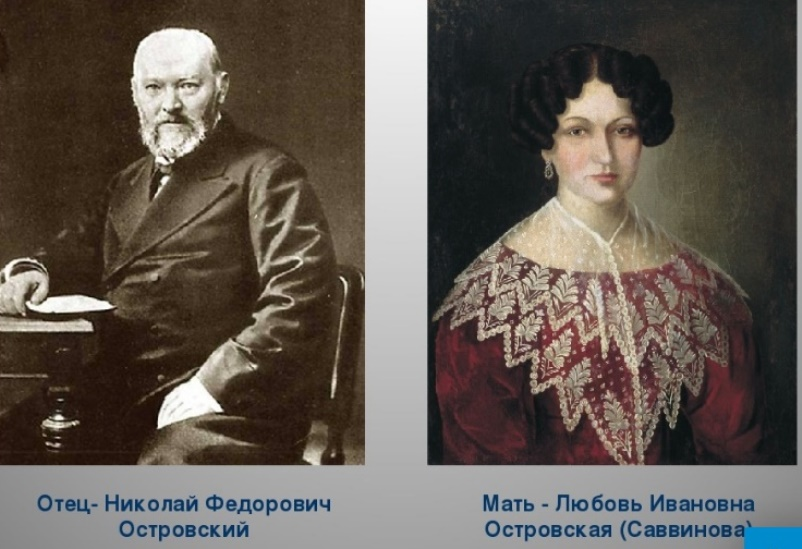 Отец- Николай Федорович
Островский
Мать - Любовь Ивановна
Островская (Саввинова)